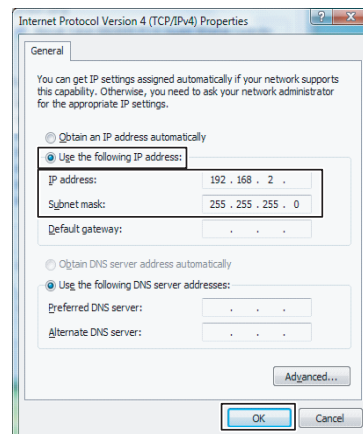 Internet Protocol Version 4 (TCP/IPv4) Properties
General
You can get IP settings assigned automatically if your network supports
this capability. Otherwise, you need to ask your network administrator
for the appropriate IP settings.
Obtain an IP address automatically
Use the following IP address:
IP address: 192 . 168 . 2 .
Subnet mask: 255 . 255 . 255 . 0
Default gateway: . . .
Obtain DNS server address automatically
Use the following DNS server addresses:
Preferred DNS server: . . .
Alternate DNS server: . . .
Advanced...
OK Cancel